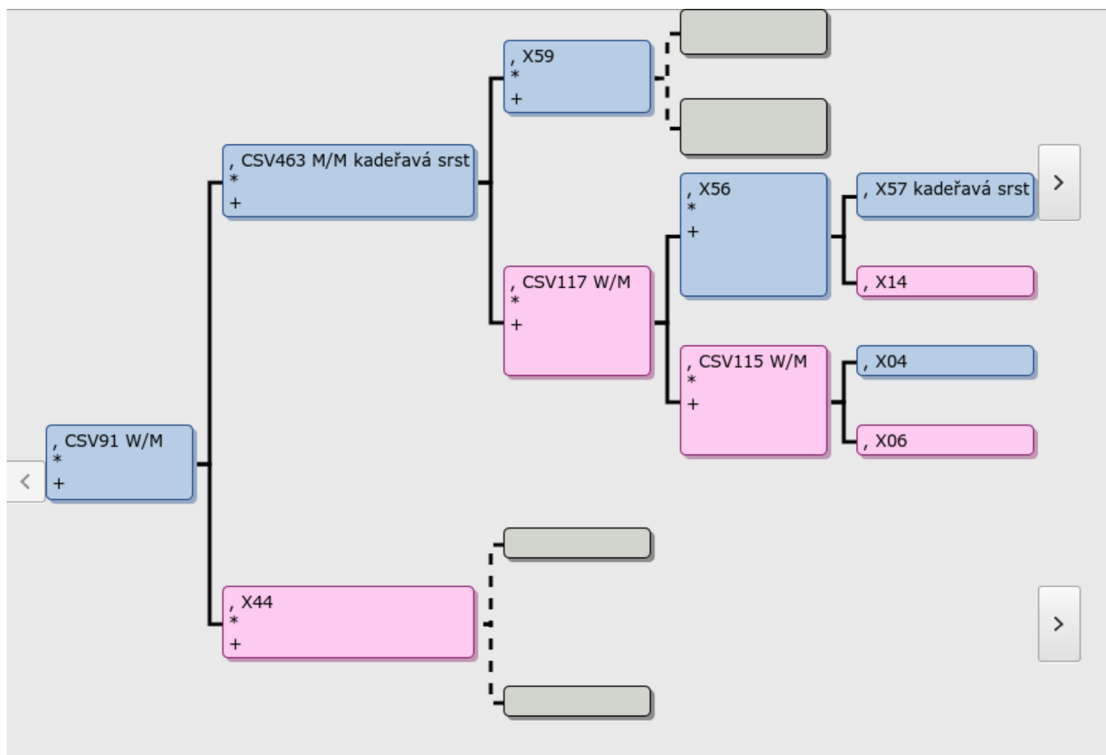 , X59
*
+
, CSV463 M/M kadeřavá srst
*
+
, X56
*
+
, X57 kadeřavá srst
>
, X14
, CSV117 W/M
*
+
, CSV115 W/M
*
+
, X04
, X06
, CSV91 W/M
*
+
<
, X44
*
+
>